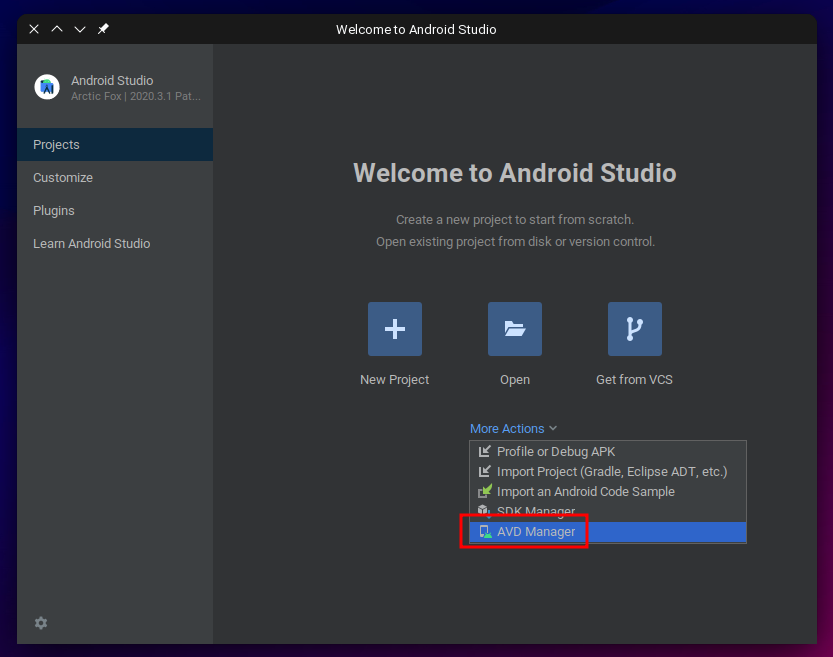 Welcome to Android Studio
Android Studio
Arctic Fox | 2020.3.1 Pat...
Projects
Customize
Plugins
Learn Android Studio
Welcome to Android Studio
Create a new project to start from scratch.
Open existing project from disk or version control.
New Project
Open
Get from VCS
More Actions
Profile or Debug APK
Import Project (Gradle, Eclipse ADT, etc.)
Import an Android Code Sample
SDK Manager
AVD Manager